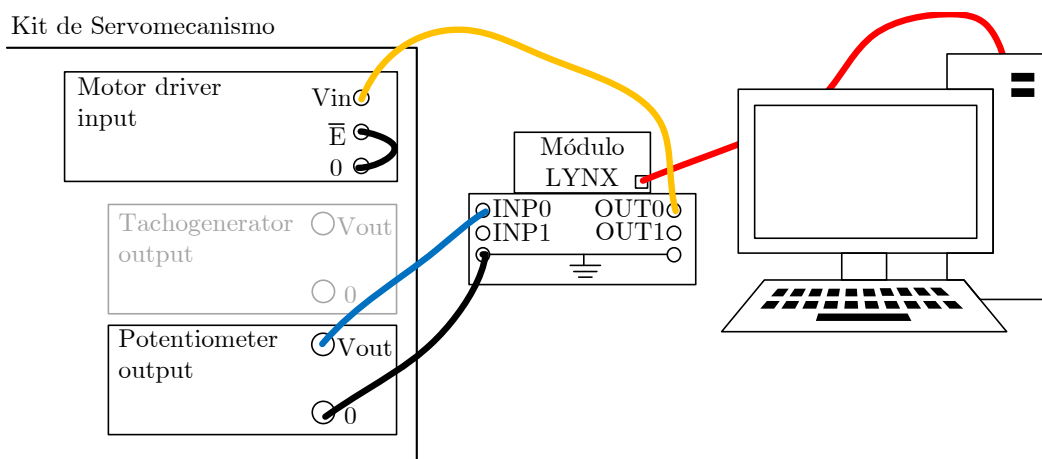 Kit de Servomecanismo
Motor driver
input
Vin
E̅
0
Tachogenerator
output
Vout
0
Potentiometer
output
Vout
0
Módulo
LYNX
INP0 OUT0
INP1 OUT1